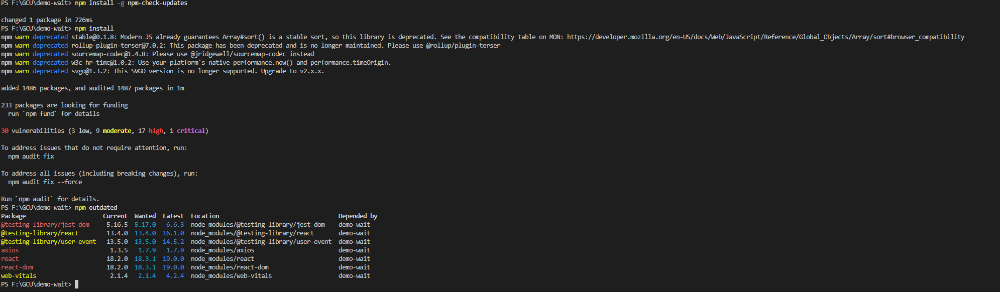 PS F:\GCU\demo-wait> npm install -g npm-check-updates
changed 1 package in 726ms
PS F:\GCU\demo-wait> npm install
npm warn deprecated stable@0.1.8: Modern JS already guarantees Array#sort() is a stable sort, so this library is deprecated. See the compatibility table on MDN: https://developer.mozilla.org/en-US/docs/Web/JavaScript/Reference/Global_Objects/Array/sort#browser_compatibility
npm warn deprecated rollup-plugin-terser@7.0.2: This package has been deprecated and is no longer maintained. Please use @rollup/plugin-terser
npm warn deprecated sourcemap-codec@1.4.8: Please use @jridgewell/sourcemap-codec instead
npm warn deprecated w3c-hr-time@1.0.2: Use your platform's native performance.now() and performance.timeOrigin.
npm warn deprecated svgo@1.3.2: This SVGO version is no longer supported. Upgrade to v2.x.x.
added 1486 packages, and audited 1487 packages in 1m
233 packages are looking for funding
  run `npm fund` for details
30 vulnerabilities (3 low, 9 moderate, 17 high, 1 critical)
To address issues that do not require attention, run:
  npm audit fix
To address all issues (including breaking changes), run:
  npm audit fix --force
Run `npm audit` for details.
PS F:\GCU\demo-wait> npm outdated
Package                      Current  Wanted  Latest  Location                                  Depended by
@testing-library/jest-dom     5.16.5  5.17.0   6.6.3  node_modules/@testing-library/jest-dom    demo-wait
@testing-library/react        13.4.0  13.4.0  16.1.0  node_modules/@testing-library/react       demo-wait
@testing-library/user-event   13.5.0  13.5.0  14.5.2  node_modules/@testing-library/user-event  demo-wait
axios                          1.3.5   1.7.9   1.7.9  node_modules/axios                        demo-wait
react                         18.2.0  18.3.1  19.0.0  node_modules/react                        demo-wait
react-dom                     18.2.0  18.3.1  19.0.0  node_modules/react-dom                    demo-wait
web-vitals                     2.1.4   2.1.4   4.2.4  node_modules/web-vitals                   demo-wait
PS F:\GCU\demo-wait>